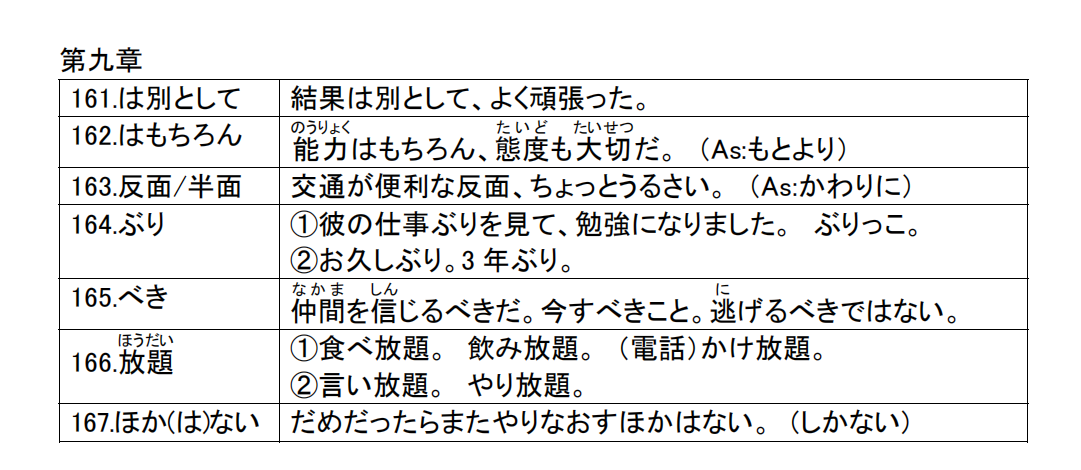 第九章
161.は別として 結果は別として、よく頑張った。
162.はもちろん 能力はもちろん、態度も大切だ。（As:もとより）
のうりょく たいど たいせつ
163.反面/半面 交通が便利な反面、ちょっとうるさい。（As:かわりに）
164.ぶり ①彼の仕事ぶりを見て、勉強になりました。 ぶりっこ。
②お久しぶり。3 年ぶり。
165.べき 仲間を信じるべきだ。今すべきこと。逃げるべきではない。
なかま しん に
166.放題 ①食べ放題。 飲み放題。（電話）かけ放題。
ほうだい
②言い放題。 やり放題。
167.ほか(は)ない だめだったらまたやりなおすほかはない。（しかない）